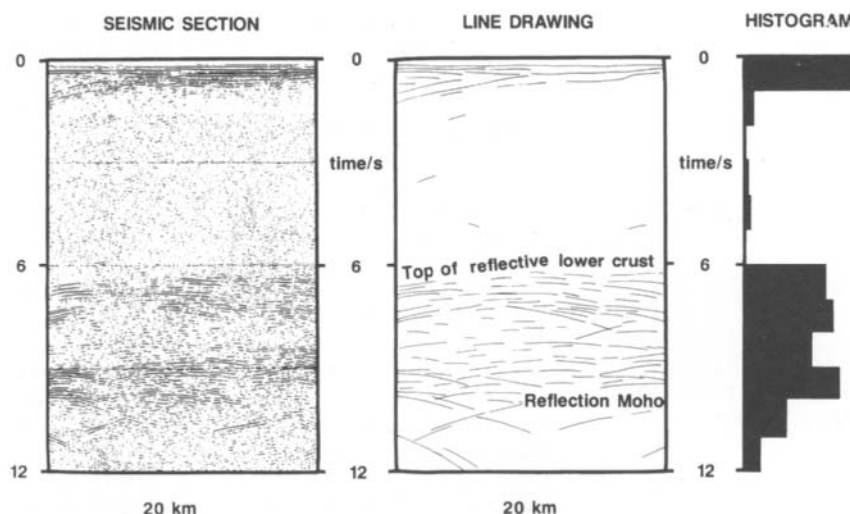 SEISMIC SECTION
LINE DRAWING
HISTOGRAM
0
0
0
time/s
time/s
6
6
Top of reflective lower crust
6
Reflection Moho
12
12
12
20 km
20 km